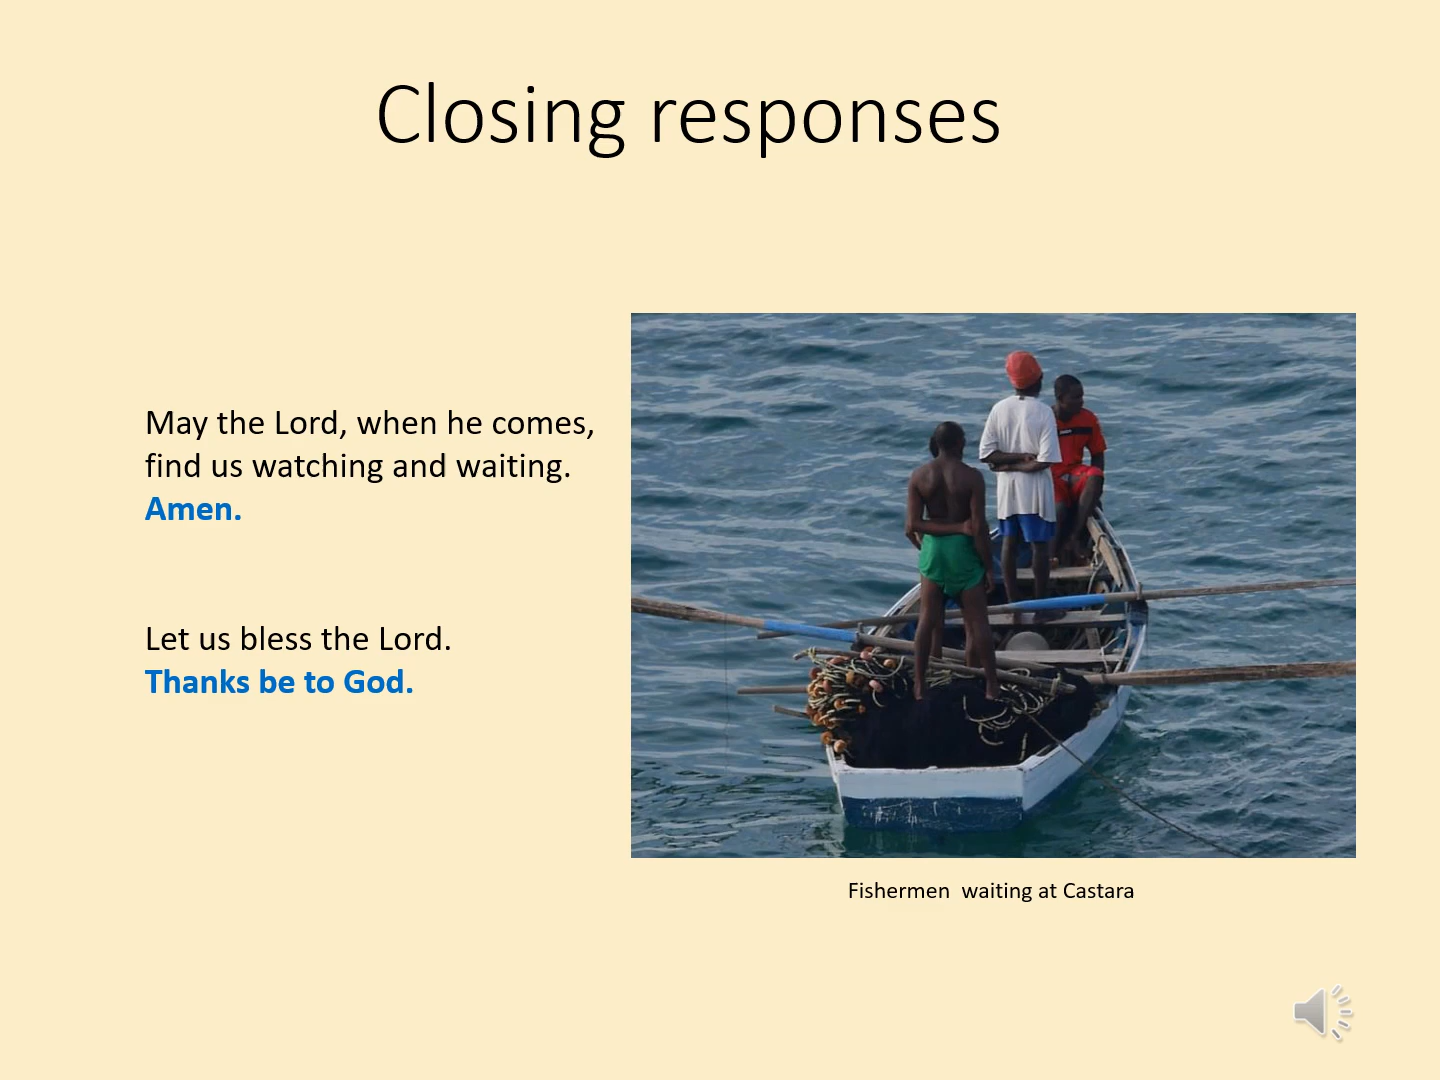 Closing responses
May the Lord, when he comes,
find us watching and waiting.
Amen.
Let us bless the Lord.
Thanks be to God.
Fishermen  waiting at Castara